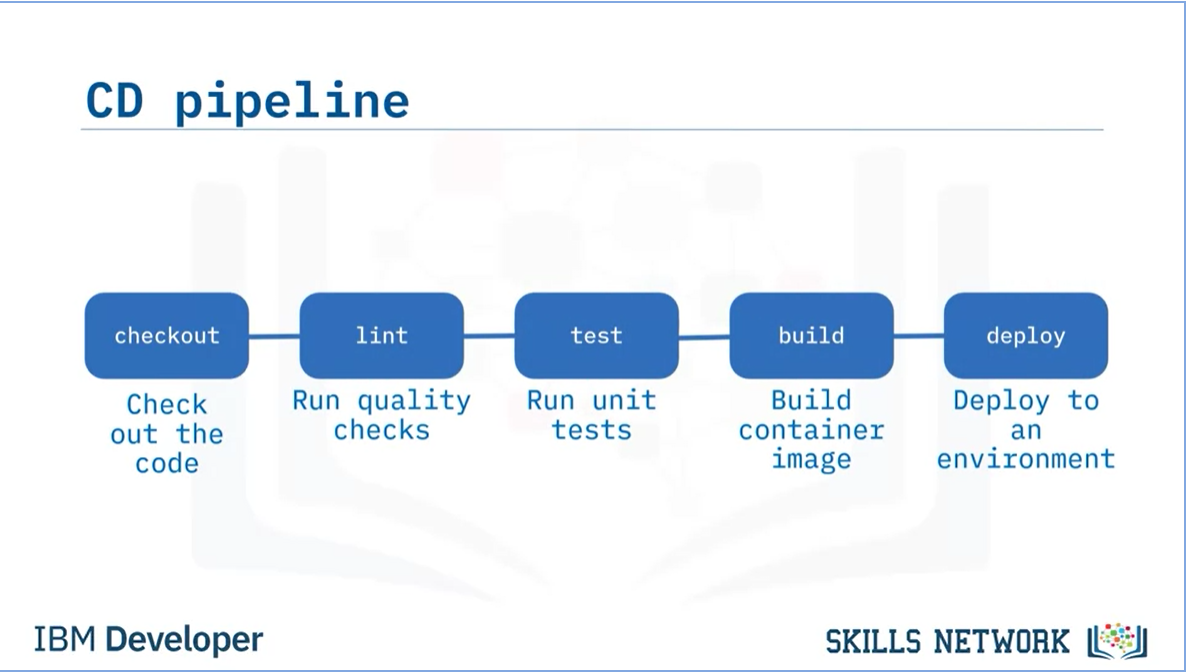 CD pipeline
checkout
lint
test
build
deploy
Check
out the
code
Run quality
checks
Run unit
tests
Build
container
image
Deploy to
an
environment
IBM Developer
SKILLS NETWORK